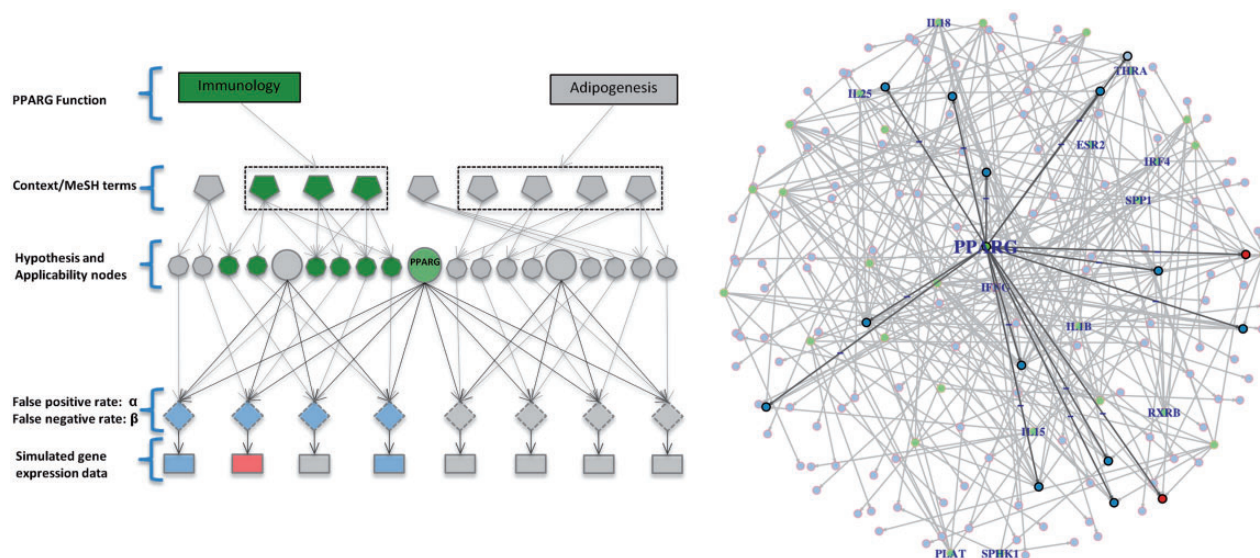 PPARG Function
Immunology
Adipogenesis
Context/MeSH terms
Hypothesis and
Applicability nodes
PPARG
False positive rate: α
False negative rate: β
Simulated gene
expression data
IL18
THRA
IL25
ESR2
IRF4
SPP1
PPARG
IFNG
IL1B
RXRB
IL15
PLAT
SPHK1